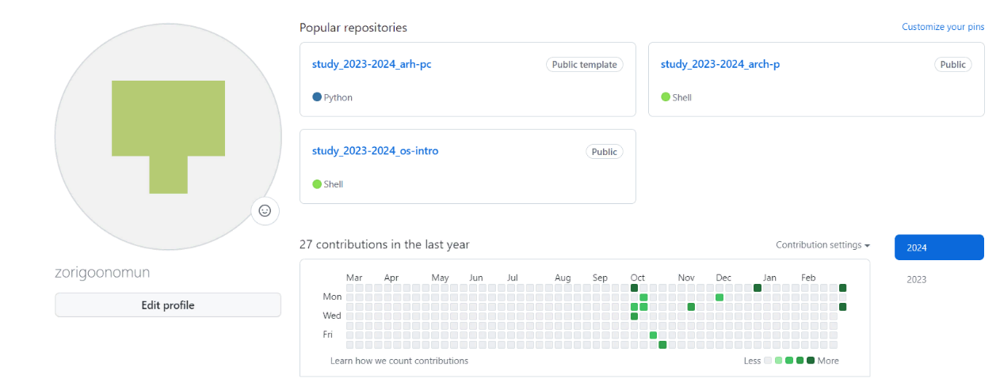 Popular repositories
Customize your pins
study_2023-2024_arh-pc
Public template
Python
study_2023-2024_arch-p
Public
Shell
study_2023-2024_os-intro
Public
Shell
zorigoonomun
Edit profile
27 contributions in the last year
Contribution settings
2024
2023
Mar Apr May Jun Jul Aug Sep Oct Nov Dec Jan Feb
Mon
Wed
Fri
Learn how we count contributions
Less More